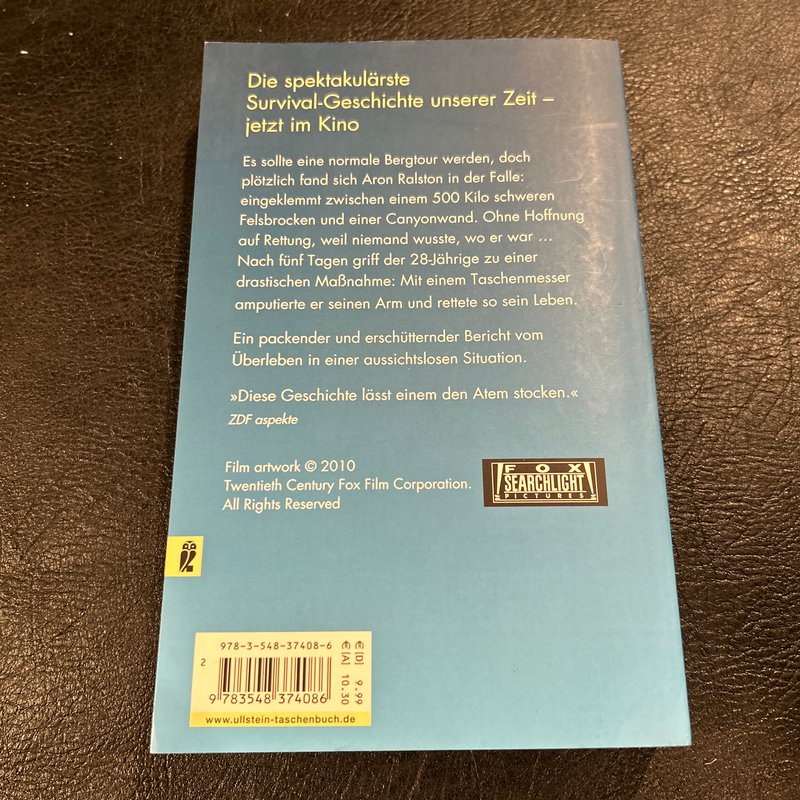 Die spektakulärste
Survival-Geschichte unserer Zeit –
jetzt im Kino
Es sollte eine normale Bergtour werden, doch
plötzlich fand sich Aron Ralston in der Falle:
eingeklemmt zwischen einem 500 Kilo schweren
Felsbrocken und einer Canyonwand. Ohne Hoffnung
auf Rettung, weil niemand wusste, wo er war …
Nach fünf Tagen griff der 28-Jährige zu einer
drastischen Maßnahme: Mit einem Taschenmesser
amputierte er seinen Arm und rettete so sein Leben.
Ein packender und erschütternder Bericht vom
Überleben in einer aussichtslosen Situation.
»Diese Geschichte lässt einem den Atem stocken.«
ZDF aspekte
Film artwork © 2010
Twentieth Century Fox Film Corporation.
All Rights Reserved
FOX
SEARCHLIGHT
PICTURES
978-3-548-37408-6
2
9 783548 374086
€ [D] 9.99
€ [A] 10.30
www.ullstein-taschenbuch.de